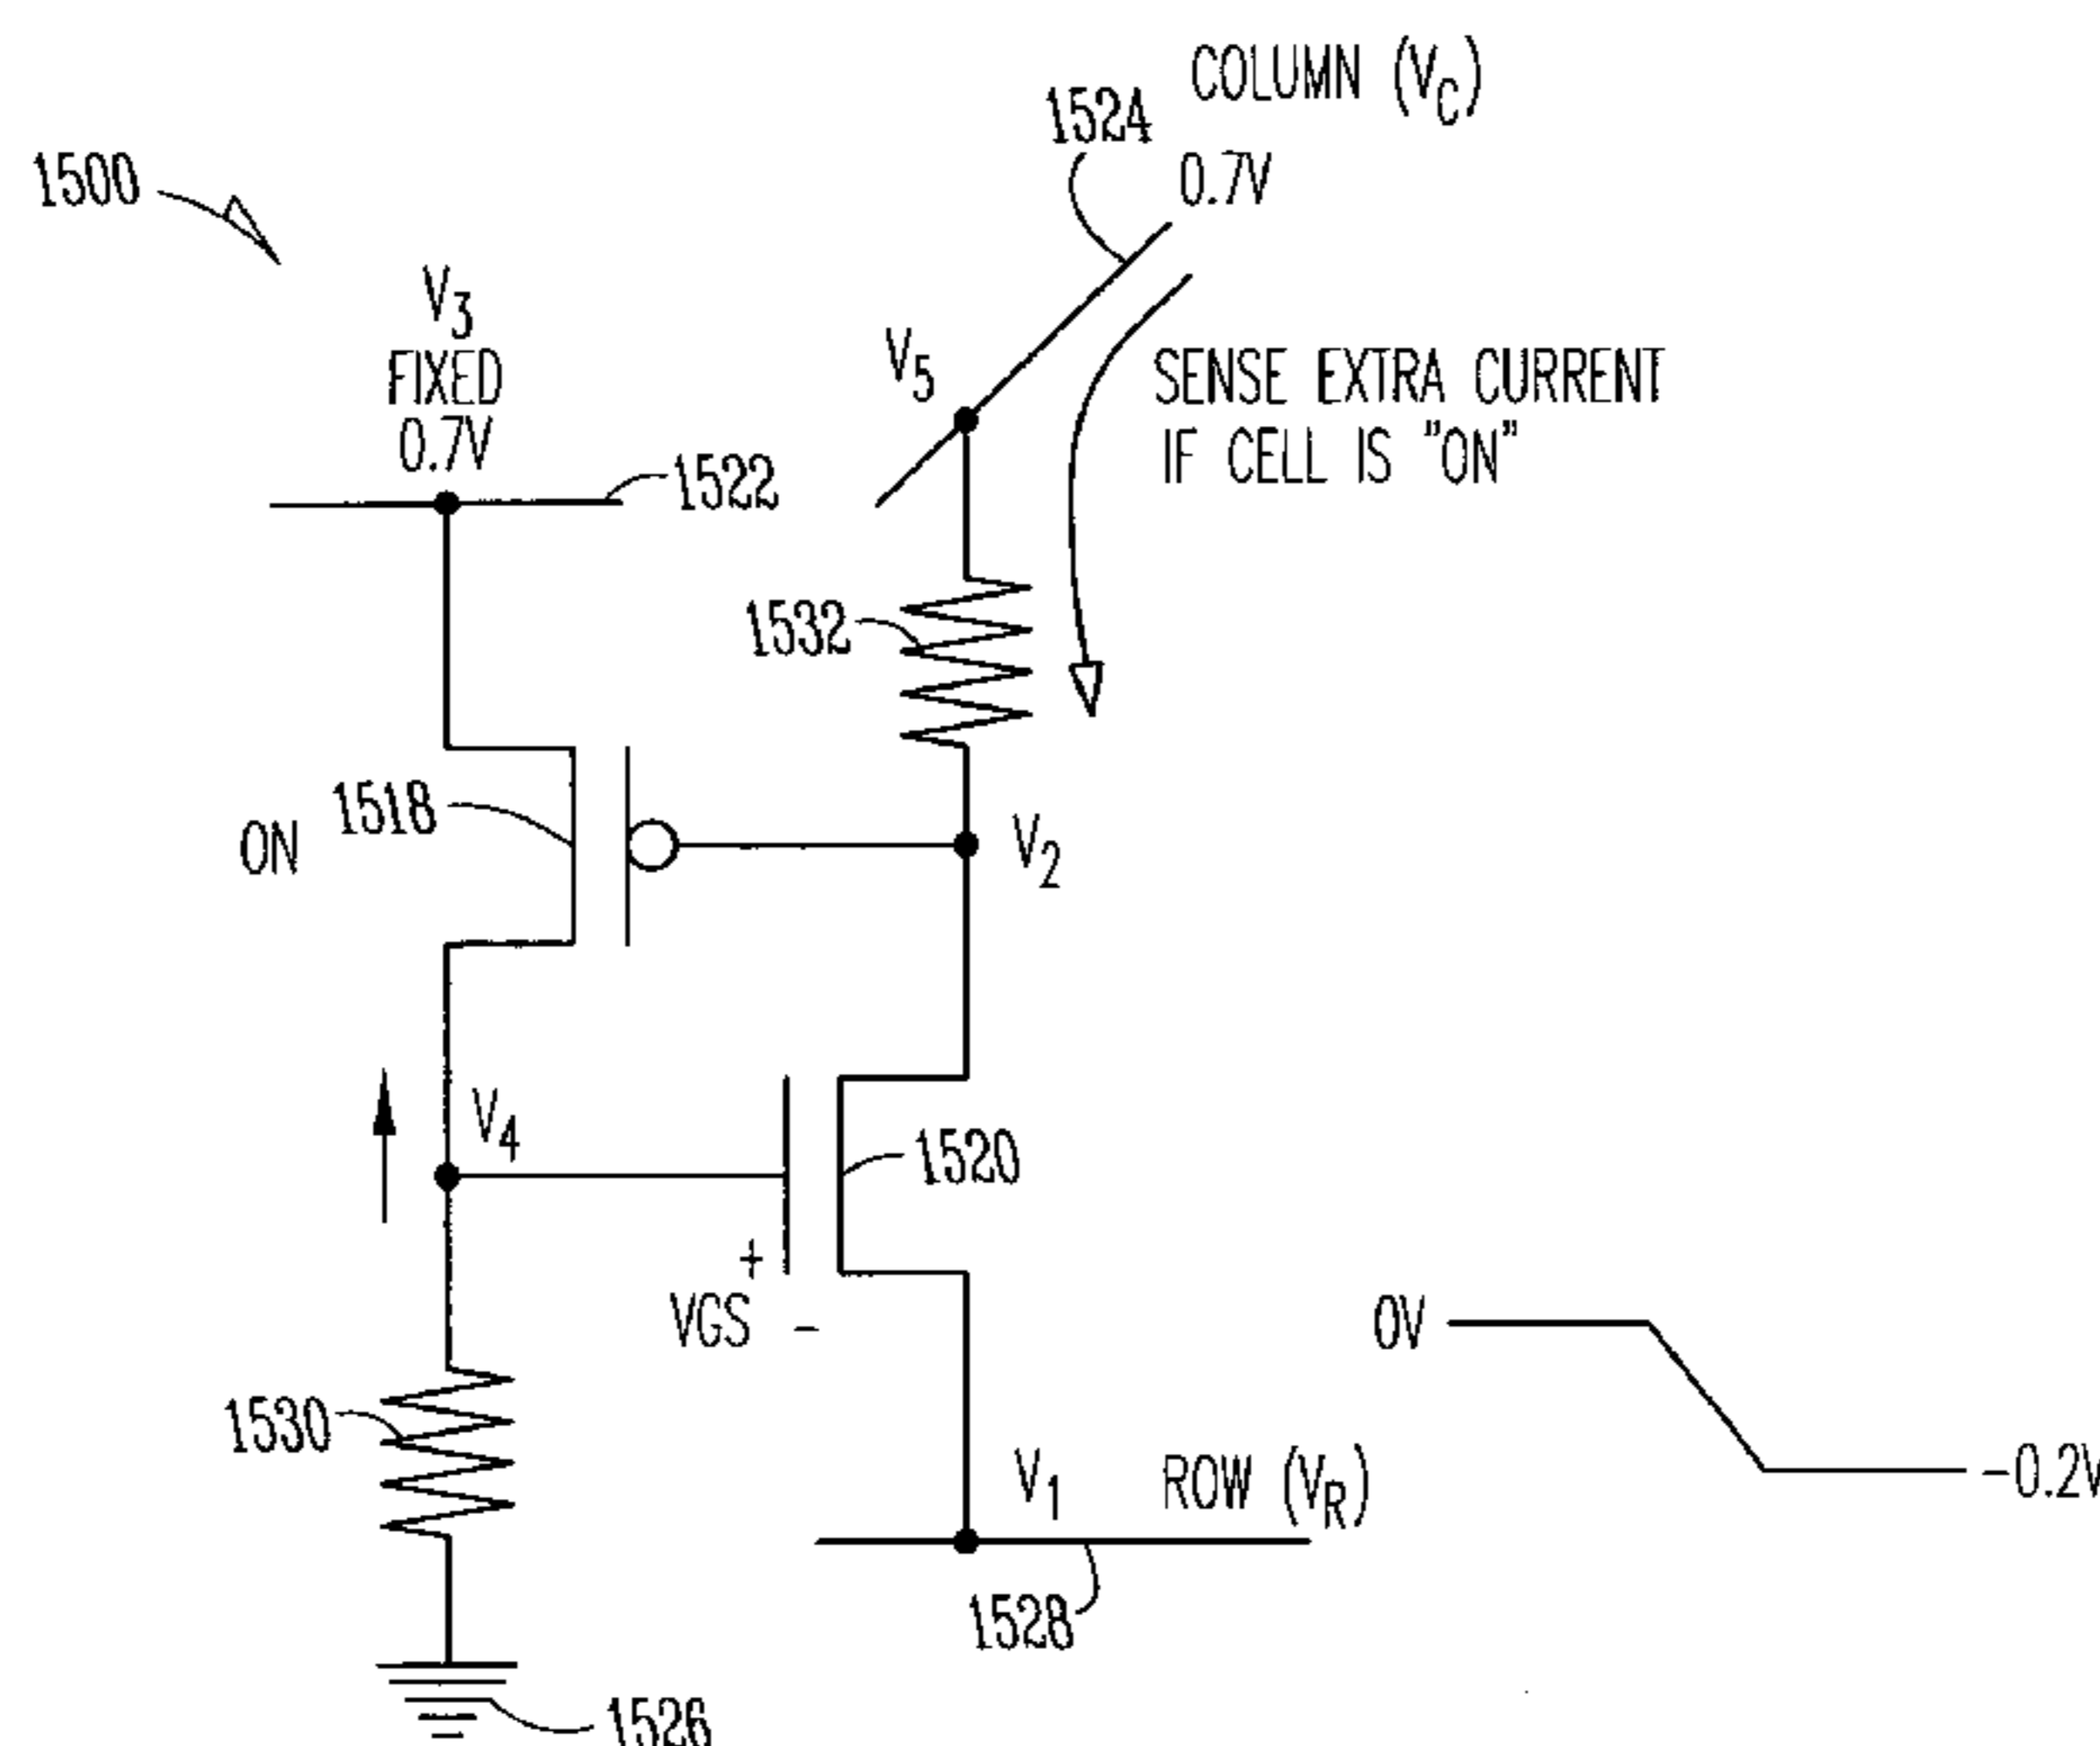 COLUMN (VC)
1524
0.7V
1500
V3
FIXED
0.7V
V5
SENSE EXTRA CURRENT
IF CELL IS "ON"
1522
1532
1518
ON
V2
V4
1520
+
VGS -
0V
-0.2V
1530
V1
ROW (VR)
1528
1526